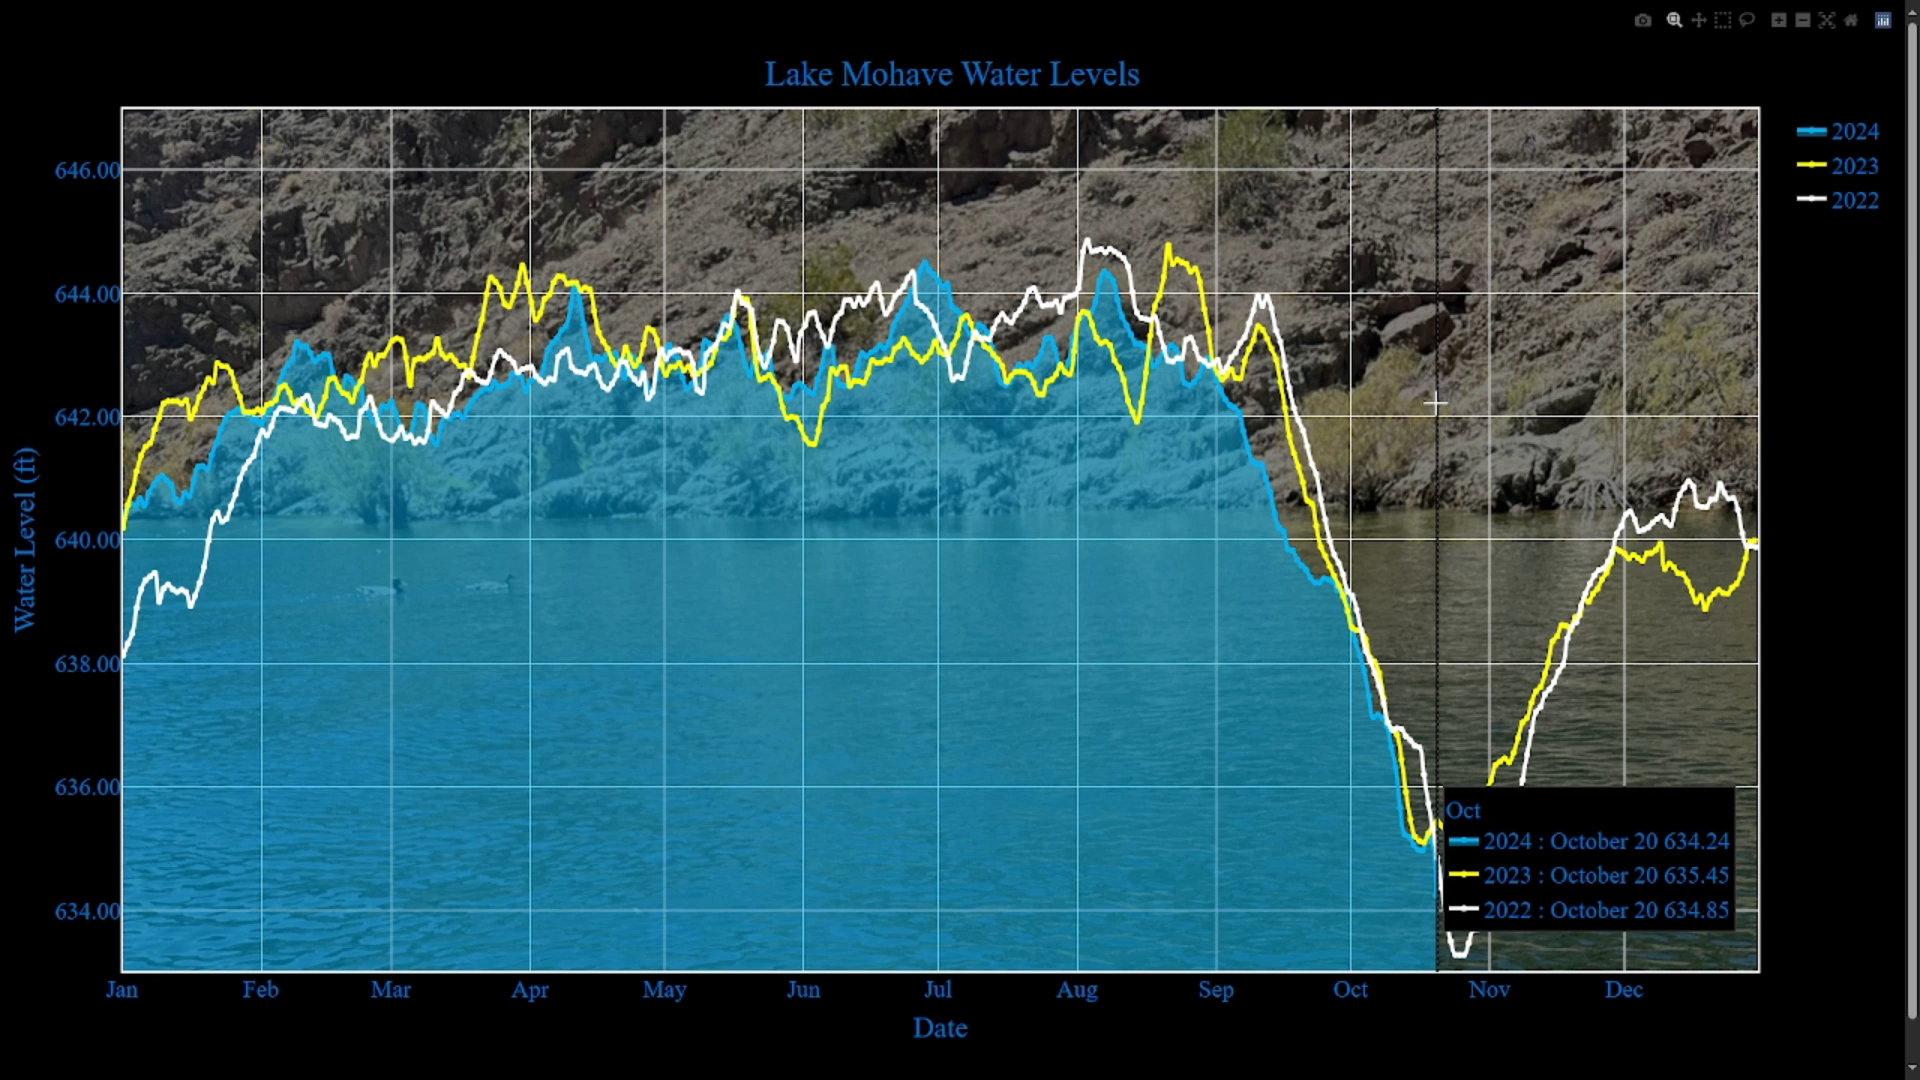 Lake Mohave Water Levels
2024
2023
2022
646.00
644.00
642.00
640.00
638.00
636.00
634.00
Water Level (ft)
Oct
2024 : October 20 634.24
2023 : October 20 635.45
2022 : October 20 634.85
Jan Feb Mar Apr May Jun Jul Aug Sep Oct Nov Dec
Date